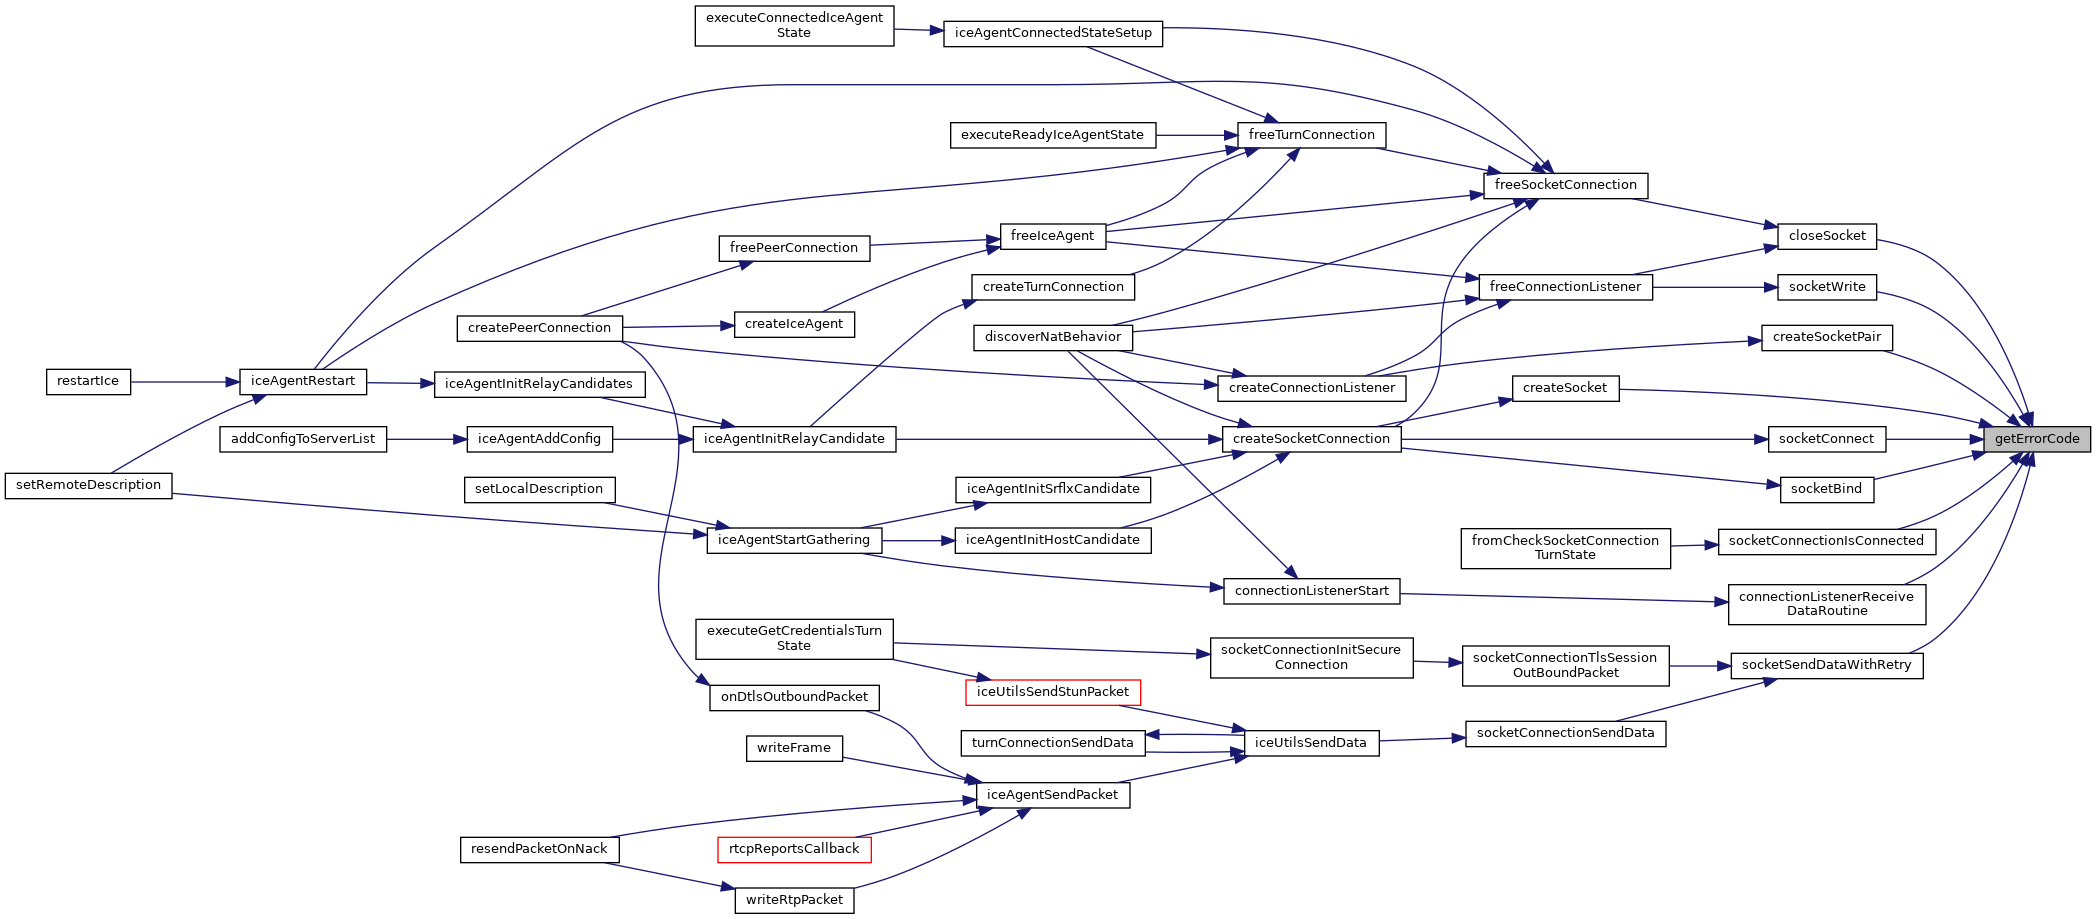 executeConnectedIceAgent
State
iceAgentConnectedStateSetup
executeReadyIceAgentState
freeTurnConnection
freeSocketConnection
freePeerConnection
freeIceAgent
closeSocket
createTurnConnection
freeConnectionListener
socketWrite
createPeerConnection
createIceAgent
discoverNatBehavior
createSocketPair
restartIce
iceAgentRestart
iceAgentInitRelayCandidates
createConnectionListener
createSocket
addConfigToServerList
iceAgentAddConfig
iceAgentInitRelayCandidate
createSocketConnection
socketConnect
getErrorCode
setRemoteDescription
setLocalDescription
iceAgentInitSrflxCandidate
socketBind
iceAgentStartGathering
iceAgentInitHostCandidate
fromCheckSocketConnection
TurnState
socketConnectionIsConnected
connectionListenerStart
connectionListenerReceive
DataRoutine
executeGetCredentialsTurn
State
socketConnectionInitSecure
Connection
socketConnectionTlsSession
OutBoundPacket
socketSendDataWithRetry
onDtlsOutboundPacket
iceUtilsSendStunPacket
writeFrame
turnConnectionSendData
iceUtilsSendData
socketConnectionSendData
iceAgentSendPacket
resendPacketOnNack
rtcpReportsCallback
writeRtpPacket